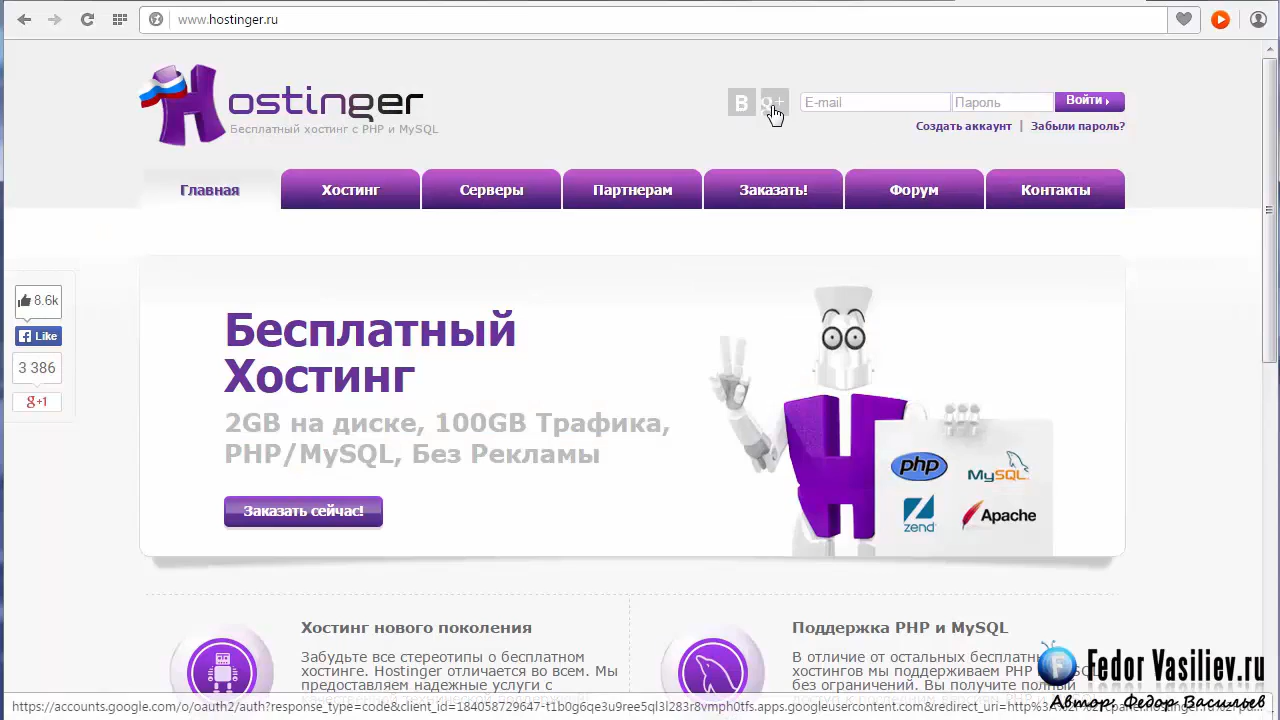 www.hostinger.ru
Hostinger
Бесплатный хостинг с PHP и MySQL
B
g+
E-mail
Пароль
Войти
Создать аккаунт | Забыли пароль?
Главная
Хостинг
Серверы
Партнерам
Заказать!
Форум
Контакты
8.6k
Like
3 386
g+1
Бесплатный
Хостинг
2GB на диске, 100GB Трафика,
PHP/MySQL, Без Рекламы
Заказать сейчас!
php
MySQL
zend
Apache
Хостинг нового поколения
Забудьте все стереотипы о бесплатном
хостинге. Hostinger отличается во всем. Мы
предоставляем надежные услуги с
Поддержка PHP и MySQL
В отличие от остальных бесплатн
хостингов мы поддерживаем PHP
без ограничений. Вы получите полный
Fedor Vasiliev.ru
Автор: Федор Васильев